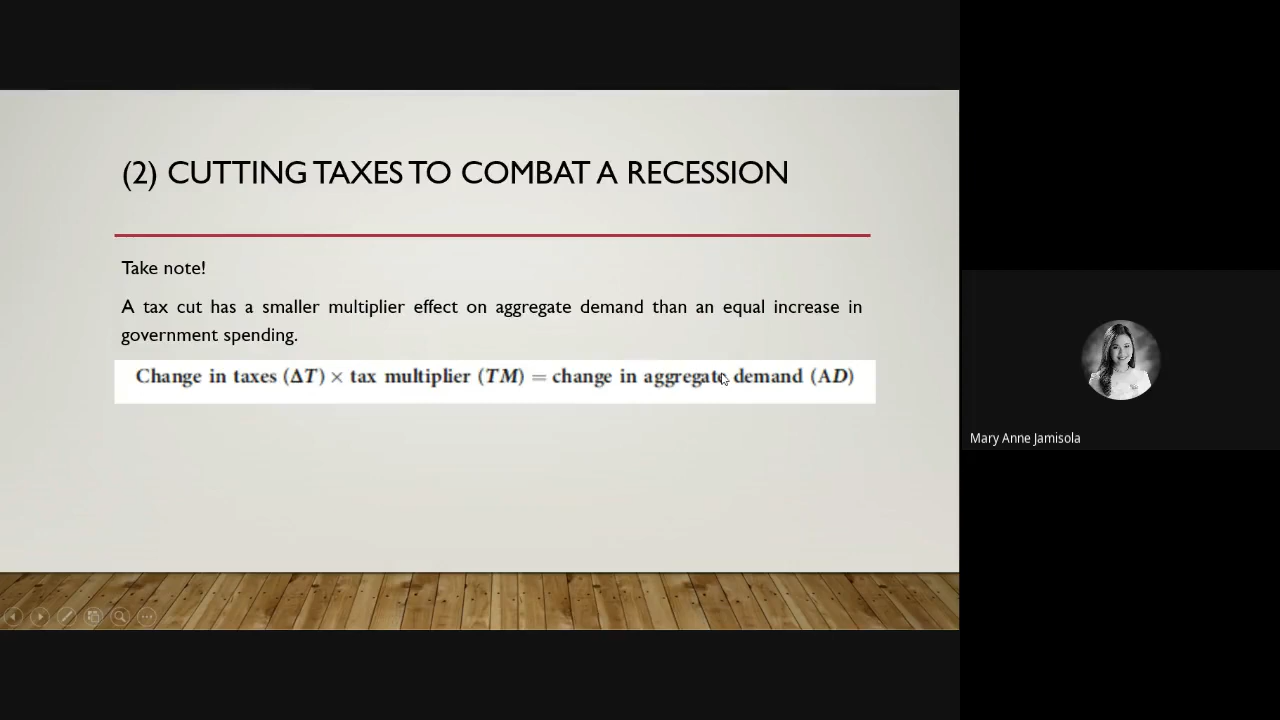 (2) CUTTING TAXES TO COMBAT A RECESSION
Take note!
A tax cut has a smaller multiplier effect on aggregate demand than an equal increase in
government spending.
Change in taxes (ΔT) × tax multiplier (TM) = change in aggregate demand (AD)
Mary Anne Jamisola